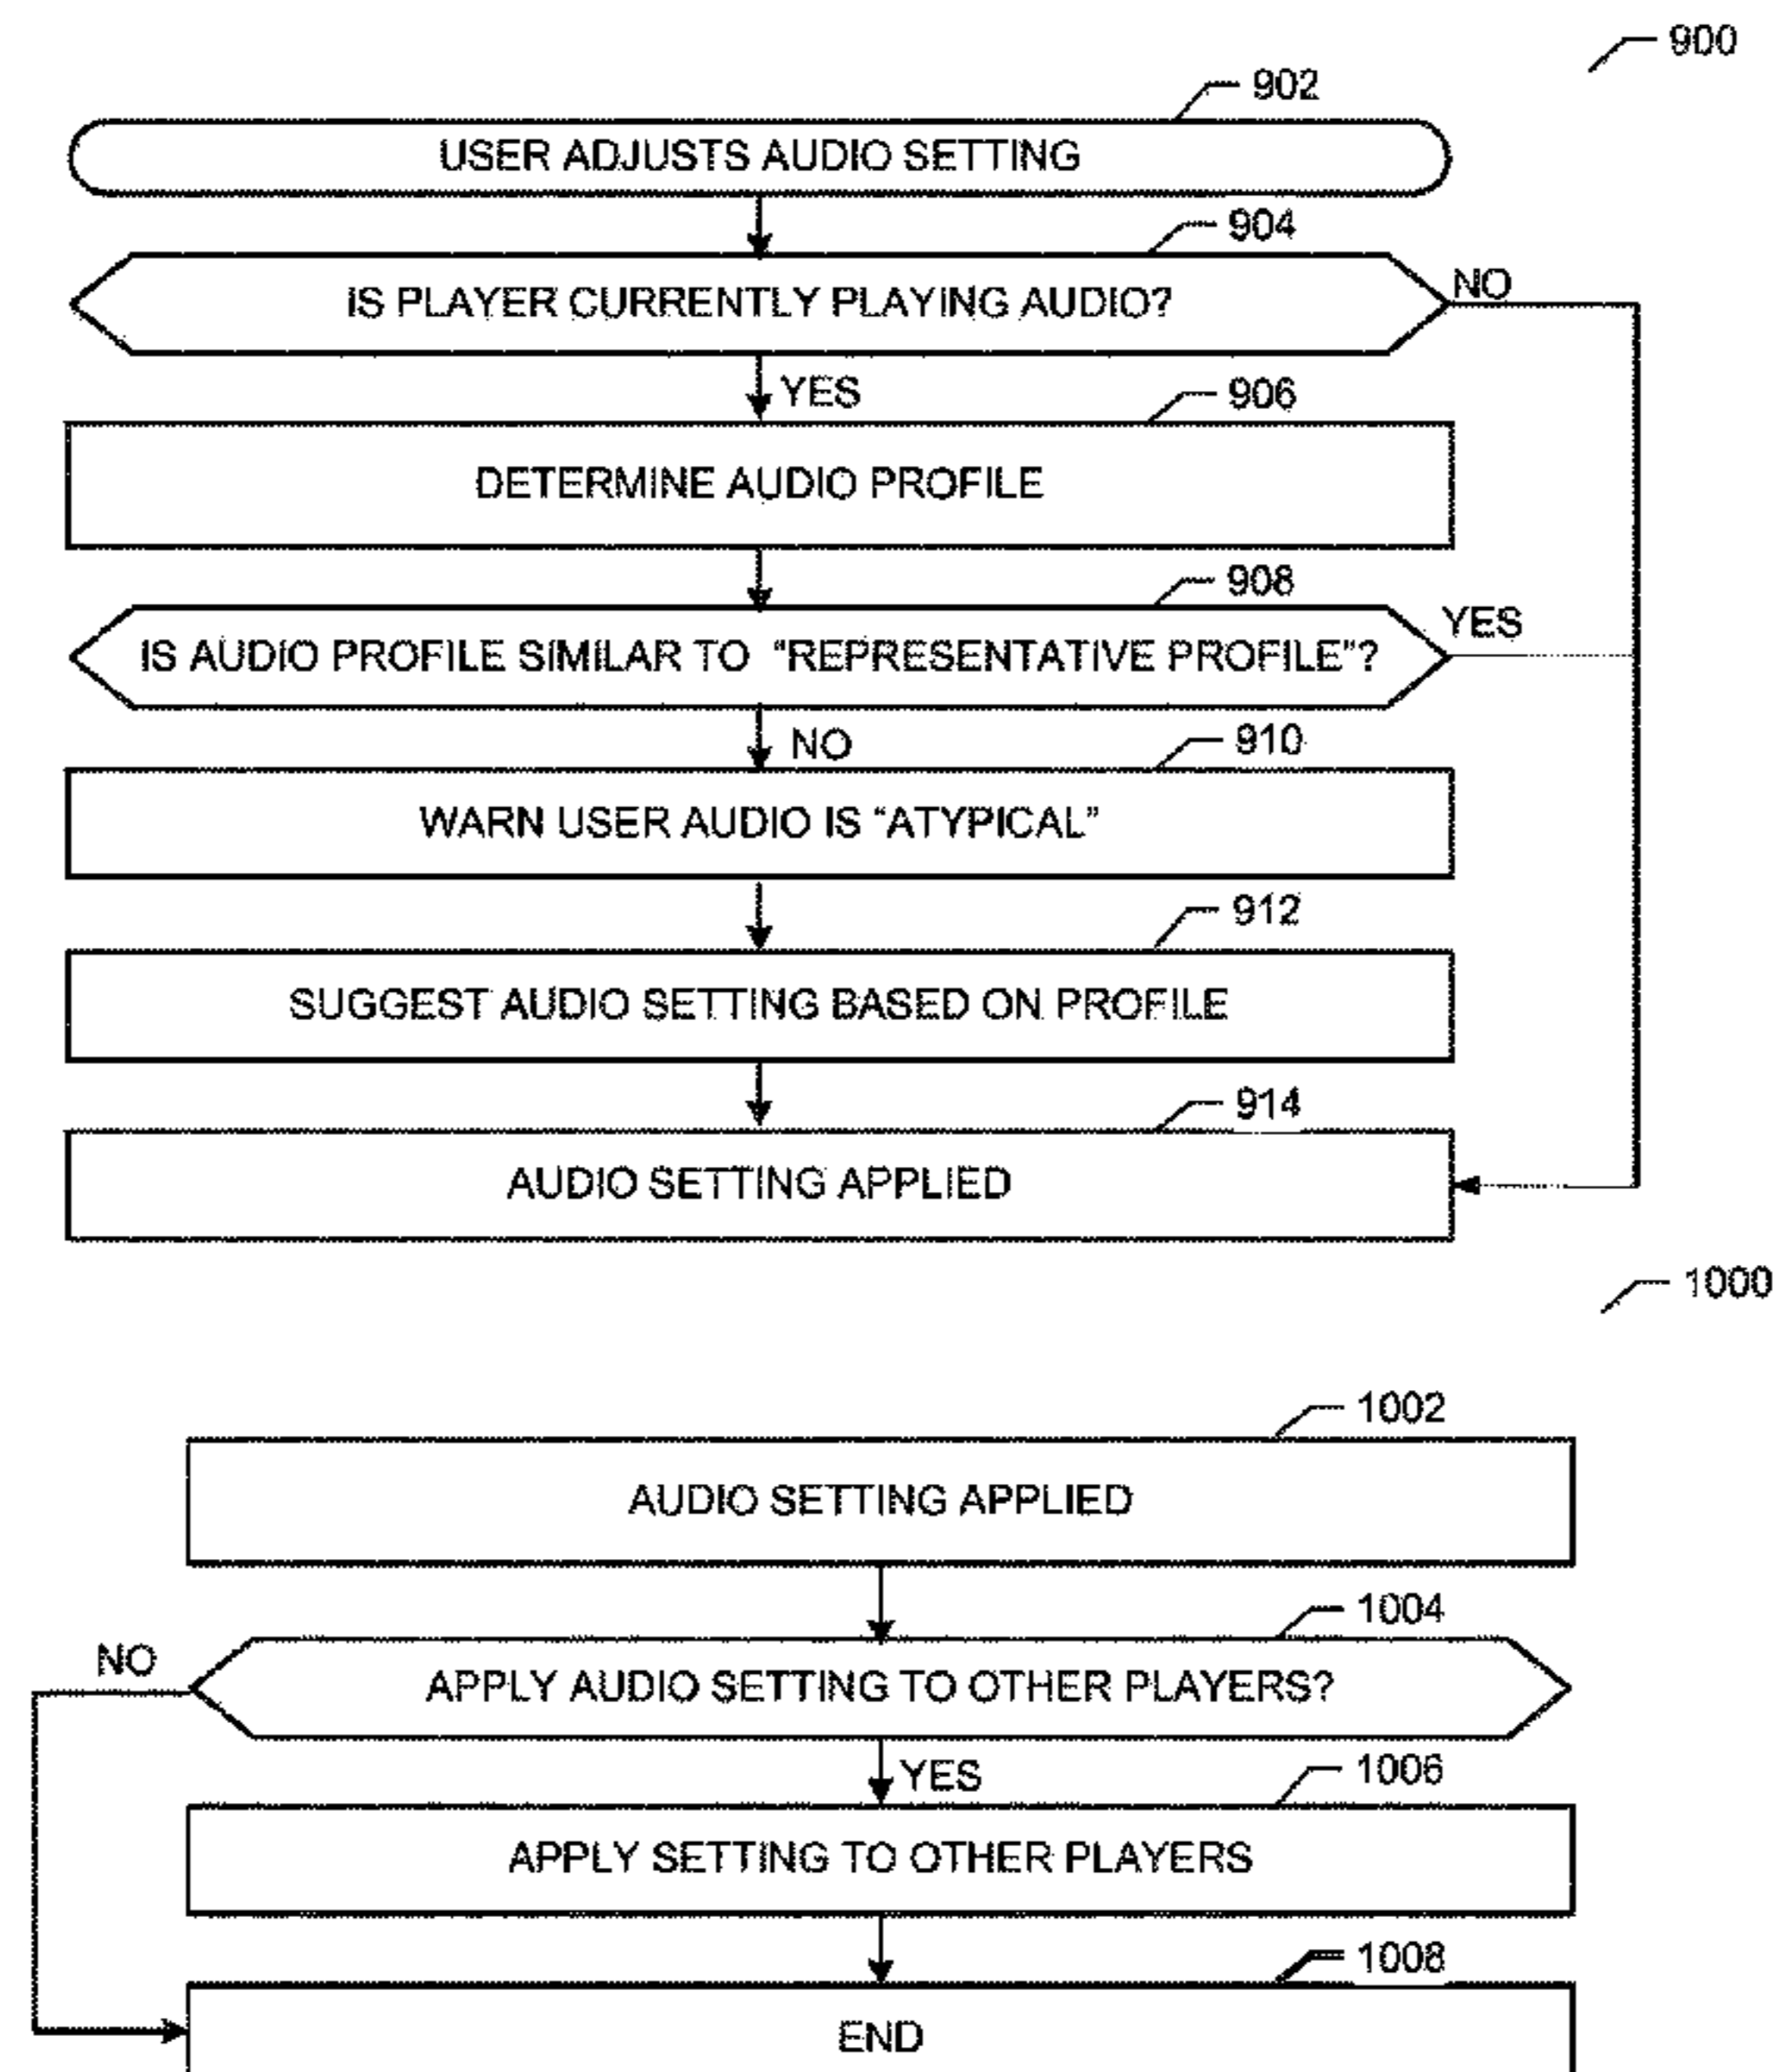 900
902
USER ADJUSTS AUDIO SETTING
904
IS PLAYER CURRENTLY PLAYING AUDIO?
NO
YES
906
DETERMINE AUDIO PROFILE
908
IS AUDIO PROFILE SIMILAR TO "REPRESENTATIVE PROFILE"?
YES
NO
910
WARN USER AUDIO IS "ATYPICAL"
912
SUGGEST AUDIO SETTING BASED ON PROFILE
914
AUDIO SETTING APPLIED
1000
1002
AUDIO SETTING APPLIED
1004
NO
APPLY AUDIO SETTING TO OTHER PLAYERS?
YES
1006
APPLY SETTING TO OTHER PLAYERS
1008
END